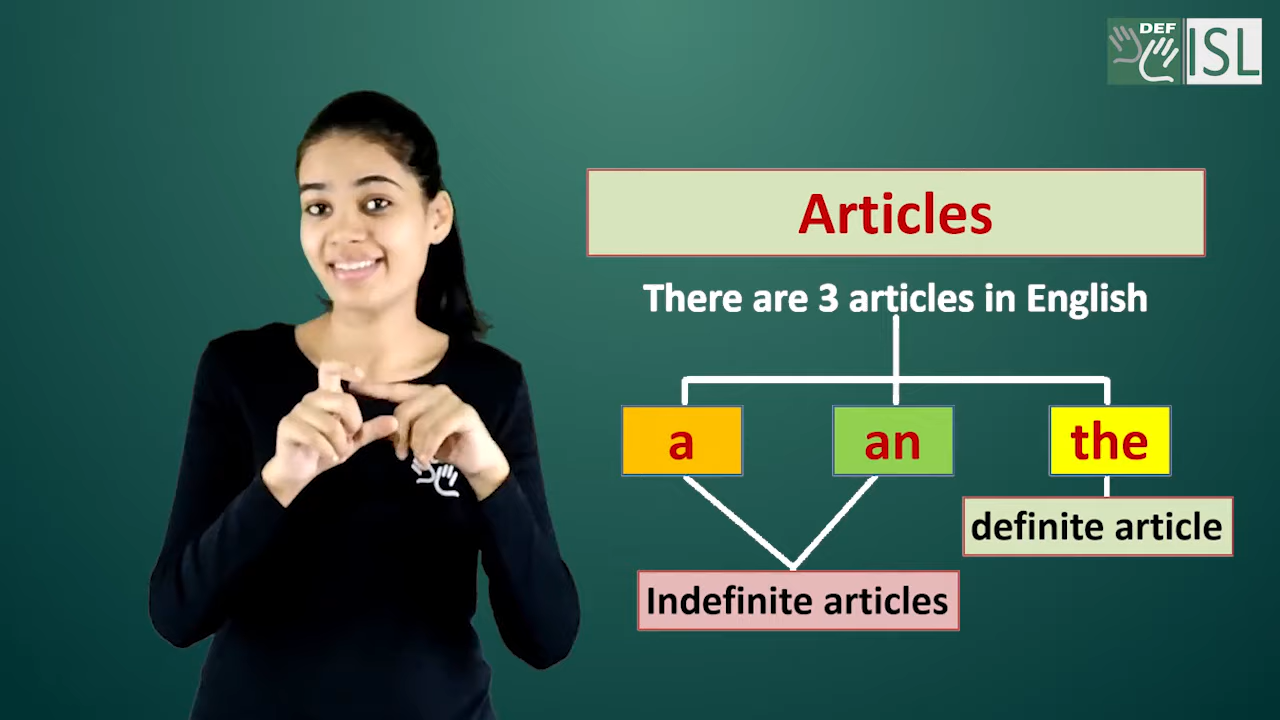 DEF
ISL
Articles
There are 3 articles in English
a
an
the
definite article
Indefinite articles